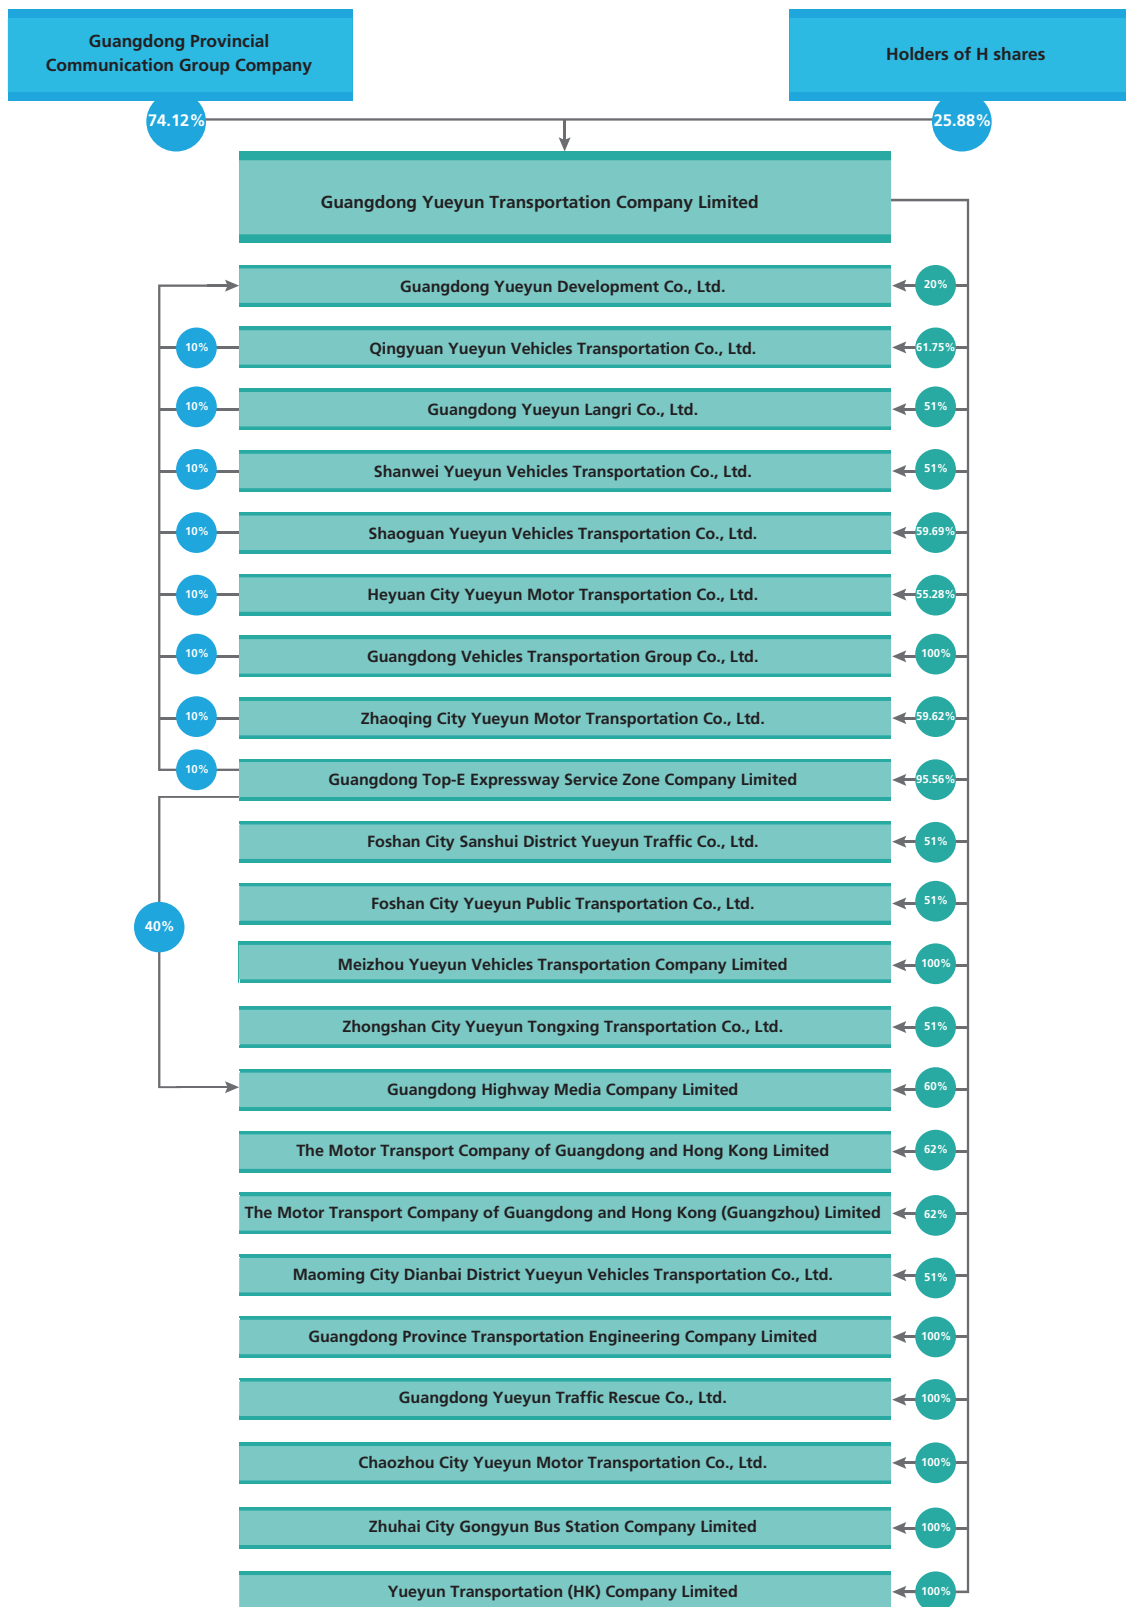 Guangdong Provincial
Communication Group Company
Holders of H shares
74.12%
25.88%
Guangdong Yueyun Transportation Company Limited
Guangdong Yueyun Development Co., Ltd.
20%
10%
Qingyuan Yueyun Vehicles Transportation Co., Ltd.
61.75%
10%
Guangdong Yueyun Langri Co., Ltd.
51%
10%
Shanwei Yueyun Vehicles Transportation Co., Ltd.
51%
10%
Shaoguan Yueyun Vehicles Transportation Co., Ltd.
59.69%
10%
Heyuan City Yueyun Motor Transportation Co., Ltd.
55.28%
10%
Guangdong Vehicles Transportation Group Co., Ltd.
100%
10%
Zhaoqing City Yueyun Motor Transportation Co., Ltd.
59.62%
10%
Guangdong Top-E Expressway Service Zone Company Limited
95.56%
Foshan City Sanshui District Yueyun Traffic Co., Ltd.
51%
Foshan City Yueyun Public Transportation Co., Ltd.
51%
40%
Meizhou Yueyun Vehicles Transportation Company Limited
100%
Zhongshan City Yueyun Tongxing Transportation Co., Ltd.
51%
Guangdong Highway Media Company Limited
60%
The Motor Transport Company of Guangdong and Hong Kong Limited
62%
The Motor Transport Company of Guangdong and Hong Kong (Guangzhou) Limited
62%
Maoming City Dianbai District Yueyun Vehicles Transportation Co., Ltd.
51%
Guangdong Province Transportation Engineering Company Limited
100%
Guangdong Yueyun Traffic Rescue Co., Ltd.
100%
Chaozhou City Yueyun Motor Transportation Co., Ltd.
100%
Zhuhai City Gongyun Bus Station Company Limited
100%
Yueyun Transportation (HK) Company Limited
100%